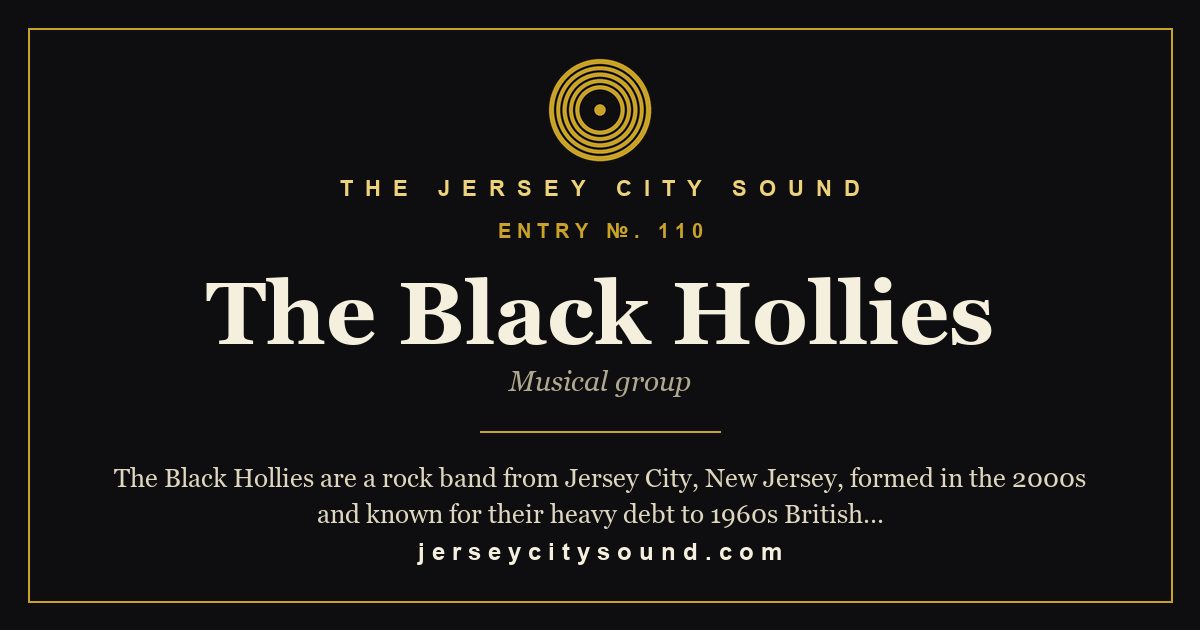 THE JERSEY CITY SOUND
ENTRY №. 110
The Black Hollies
Musical group
The Black Hollies are a rock band from Jersey City, New Jersey, formed in the 2000s
and known for their heavy debt to 1960s British...
jerseycitysound.com